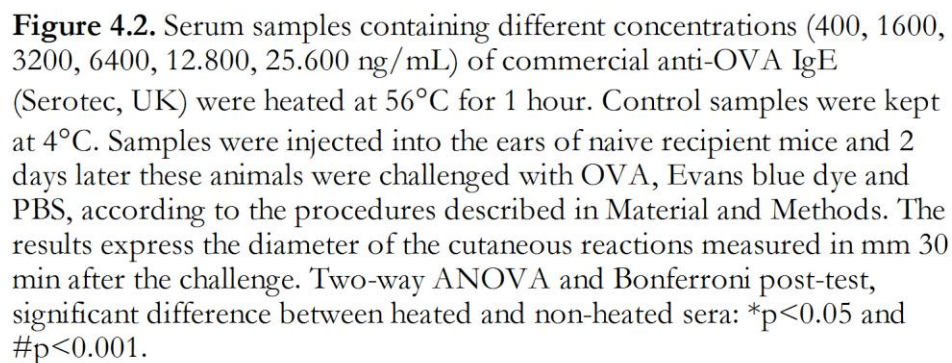 Figure 4.2. Serum samples containing different concentrations (400, 1600,
3200, 6400, 12.800, 25.600 ng/mL) of commercial anti-OVA IgE
(Serotec, UK) were heated at 56°C for 1 hour. Control samples were kept
at 4°C. Samples were injected into the ears of naive recipient mice and 2
days later these animals were challenged with OVA, Evans blue dye and
PBS, according to the procedures described in Material and Methods. The
results express the diameter of the cutaneous reactions measured in mm 30
min after the challenge. Two-way ANOVA and Bonferroni post-test,
significant difference between heated and non-heated sera: *p<0.05 and
#p<0.001.